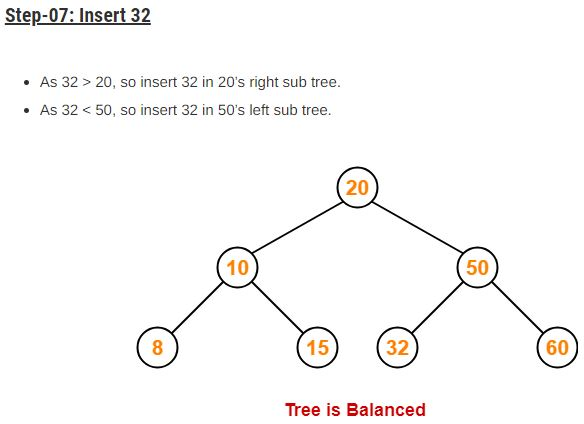 Step-07: Insert 32
• As 32 > 20, so insert 32 in 20's right sub tree.
• As 32 < 50, so insert 32 in 50's left sub tree.
20
10 50
8 15 32 60
Tree is Balanced